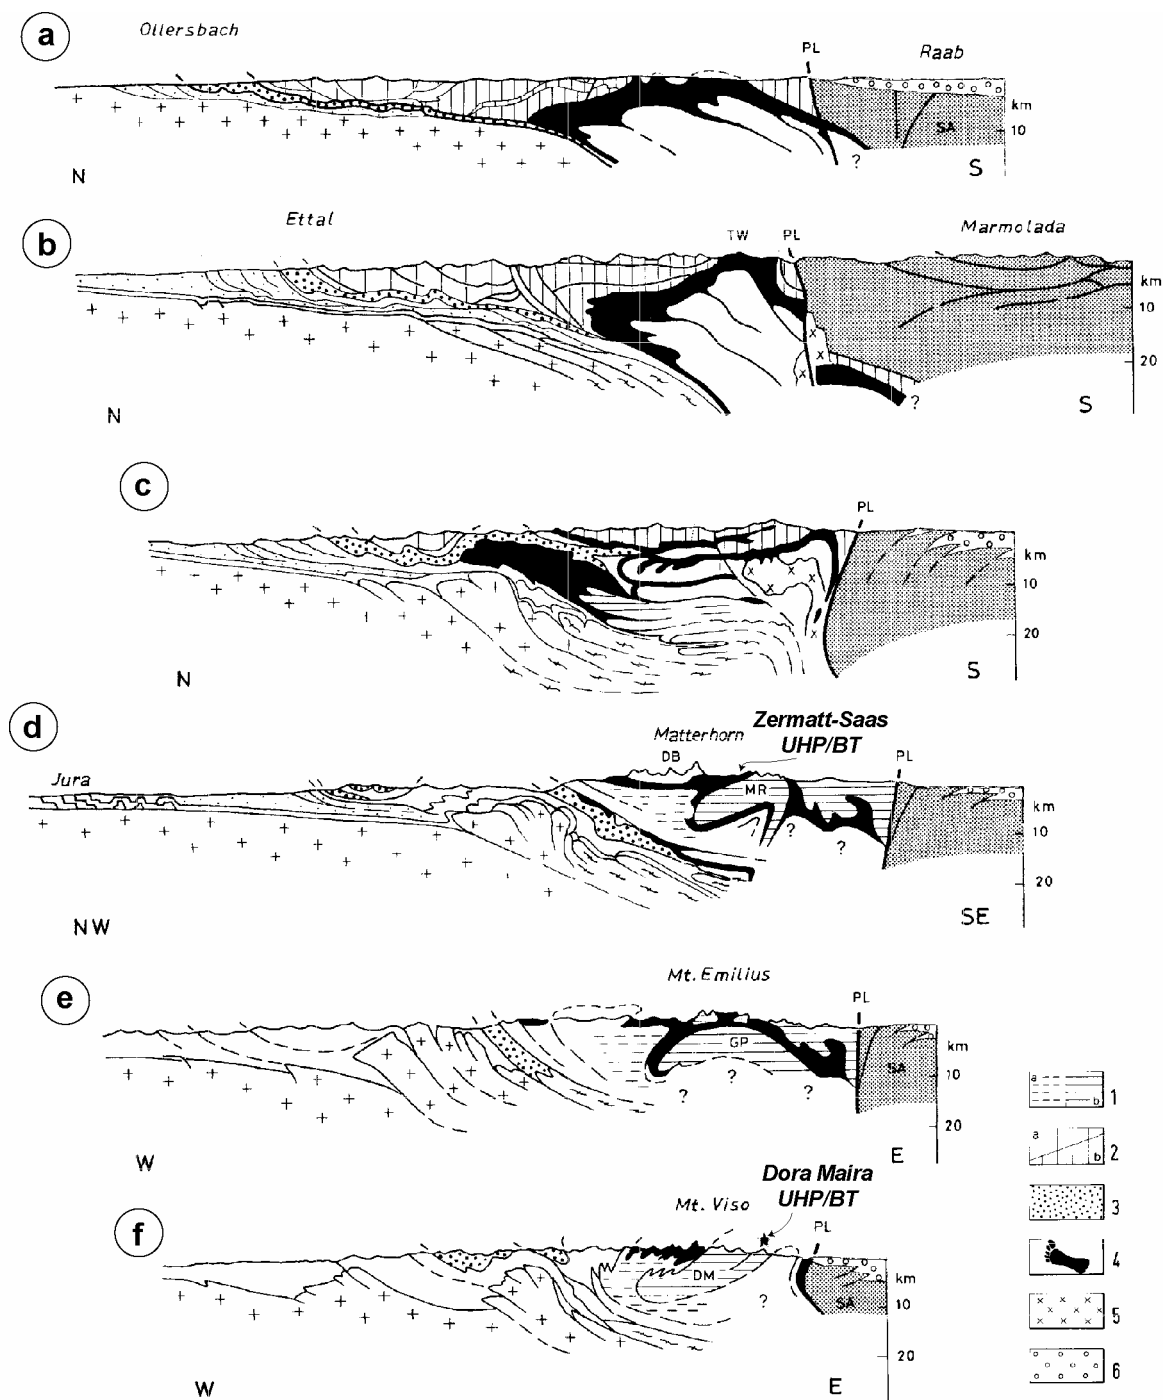 a
Ollersbach
PL
Raab
km
SA
10
?
N
S
b
Ettal
TW
PL
Marmolada
km
10
20
?
N
S
c
PL
km
10
20
N
S
d
Zermatt-Saas
UHP/BT
Matterhorn
DB
PL
Jura
MR
km
?
10
?
20
NW
SE
e
Mt. Emilius
PL
GP
km
SA
10
?
?
?
20
W
E
a
b
1
a
b
2
3
4
5
6
f
Dora Maira
UHP/BT
Mt. Viso
PL
DM
km
?
SA
10
20
W
E